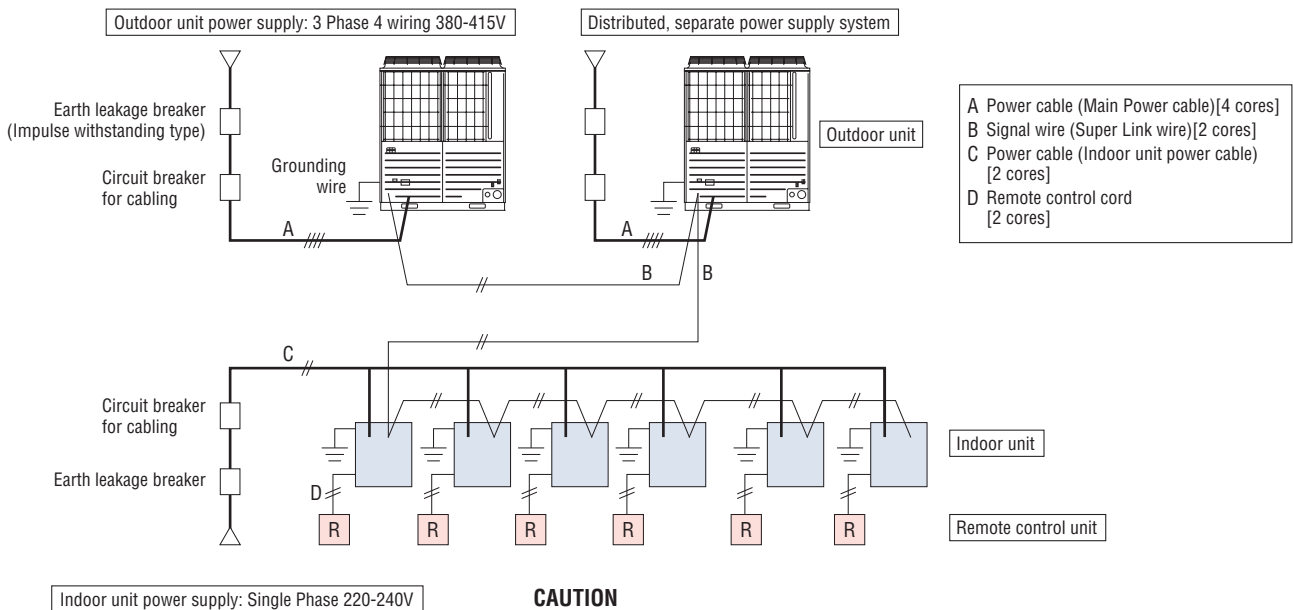 Outdoor unit power supply: 3 Phase 4 wiring 380-415V
Distributed, separate power supply system
Earth leakage breaker
(Impulse withstanding type)
Circuit breaker
for cabling
Grounding
wire
Outdoor unit
A Power cable (Main Power cable)[4 cores]
B Signal wire (Super Link wire)[2 cores]
C Power cable (Indoor unit power cable)
[2 cores]
D Remote control cord
[2 cores]
A
A
B
B
C
Circuit breaker
for cabling
Earth leakage breaker
Indoor unit
D
R
R
R
R
R
R
Remote control unit
Indoor unit power supply: Single Phase 220-240V
CAUTION